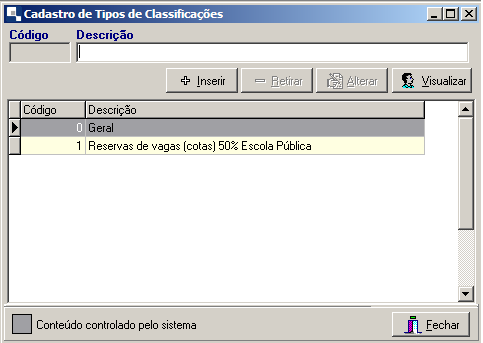 Cadastro de Tipos de Classificações
Código Descrição
Inserir Retirar Alterar Visualizar
Código Descrição
0 Geral
1 Reservas de vagas (cotas) 50% Escola Pública
Conteúdo controlado pelo sistema Fechar